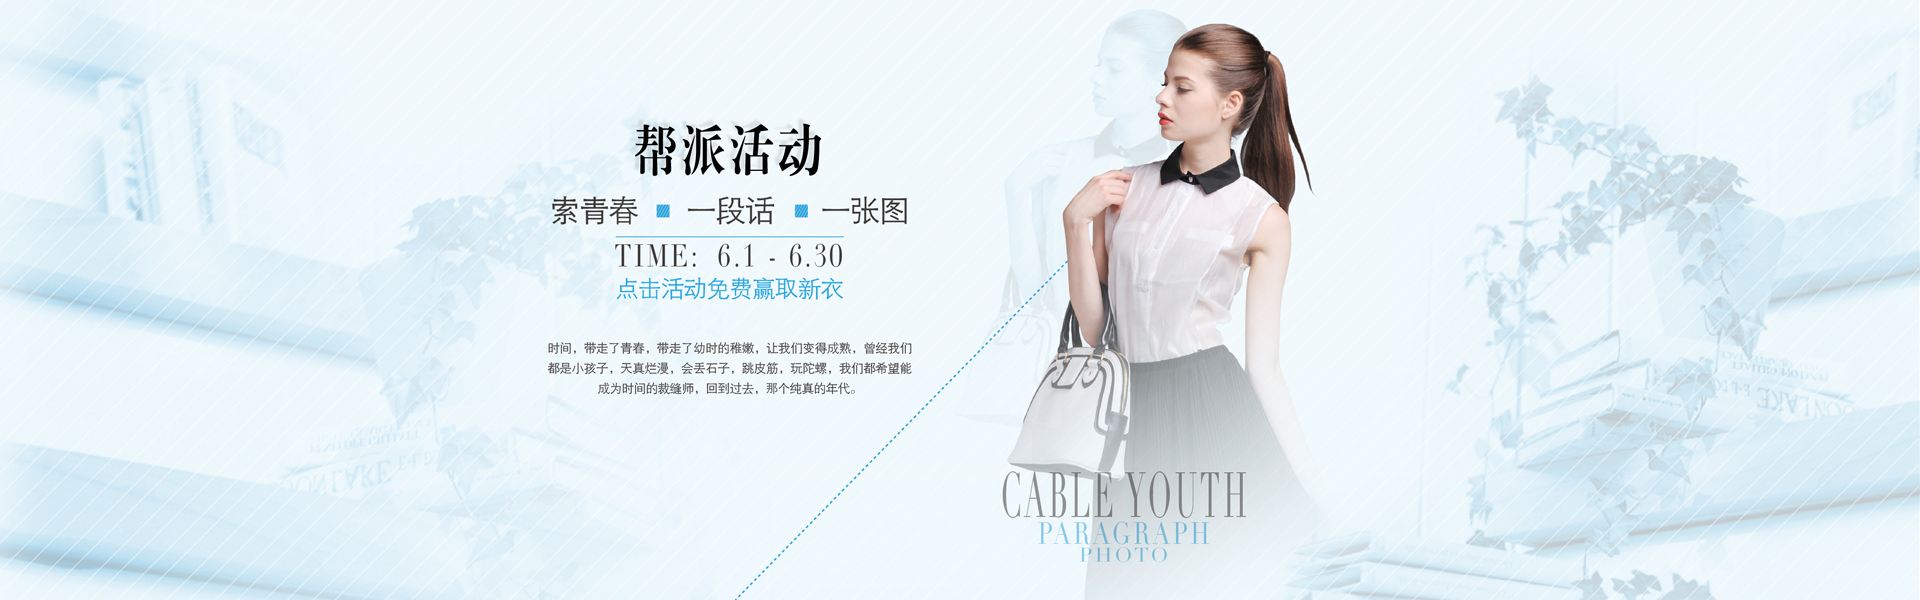 帮派活动
索青春 一段话 一张图
TIME: 6.1 - 6.30
点击活动免费赢取新衣
时间，带走了青春，带走了幼时的稚嫩，让我们变得成熟，曾经我们
都是小孩子，天真烂漫，会丢石子，跳皮筋，玩陀螺，我们都希望能
成为时间的裁缝师，回到过去，那个纯真的年代。
CABLE YOUTH
PARAGRAPH
PHOTO